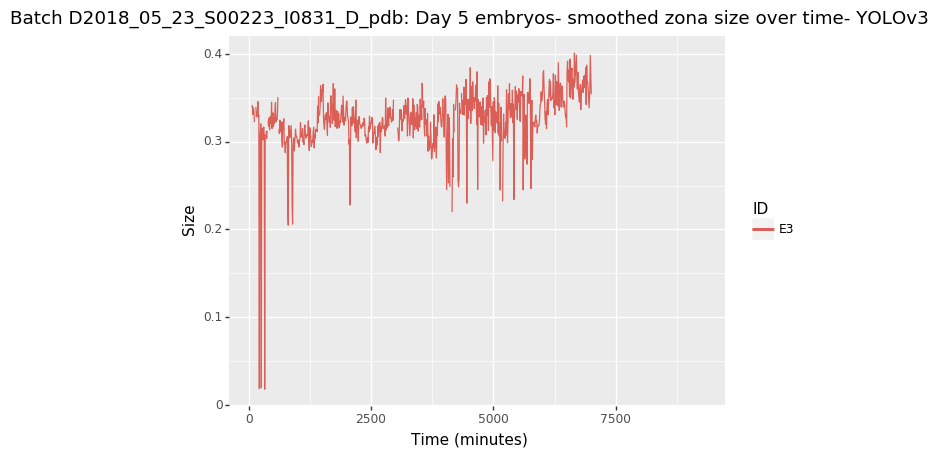 Batch D2018_05_23_S00223_I0831_D_pdb: Day 5 embryos- smoothed zona size over time- YOLOv3
0.4
0.3
0.2
0.1
0
Size
0 2500 5000 7500
Time (minutes)
ID
E3